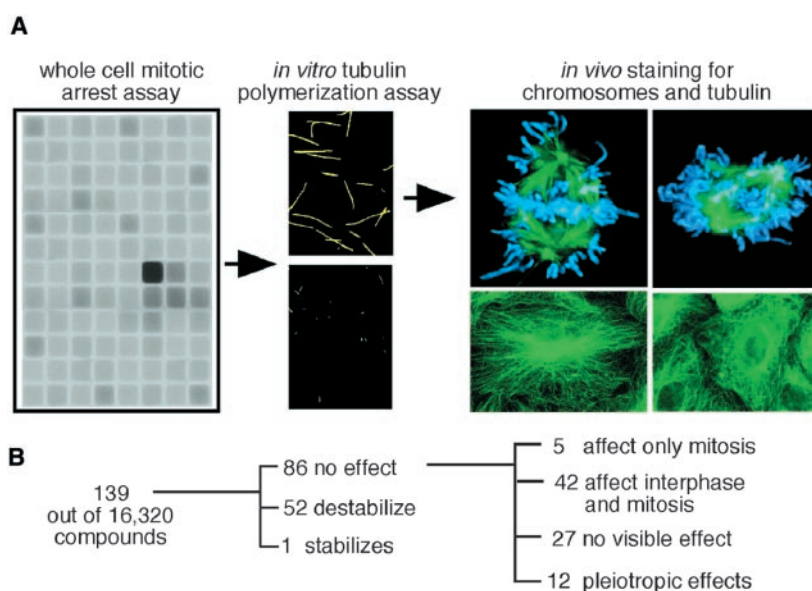 A
whole cell mitotic
arrest assay
in vitro tubulin
polymerization assay
in vivo staining for
chromosomes and tubulin
B
139
out of 16,320
compounds
86 no effect
52 destabilize
1 stabilizes
5 affect only mitosis
42 affect interphase
and mitosis
27 no visible effect
12 pleiotropic effects